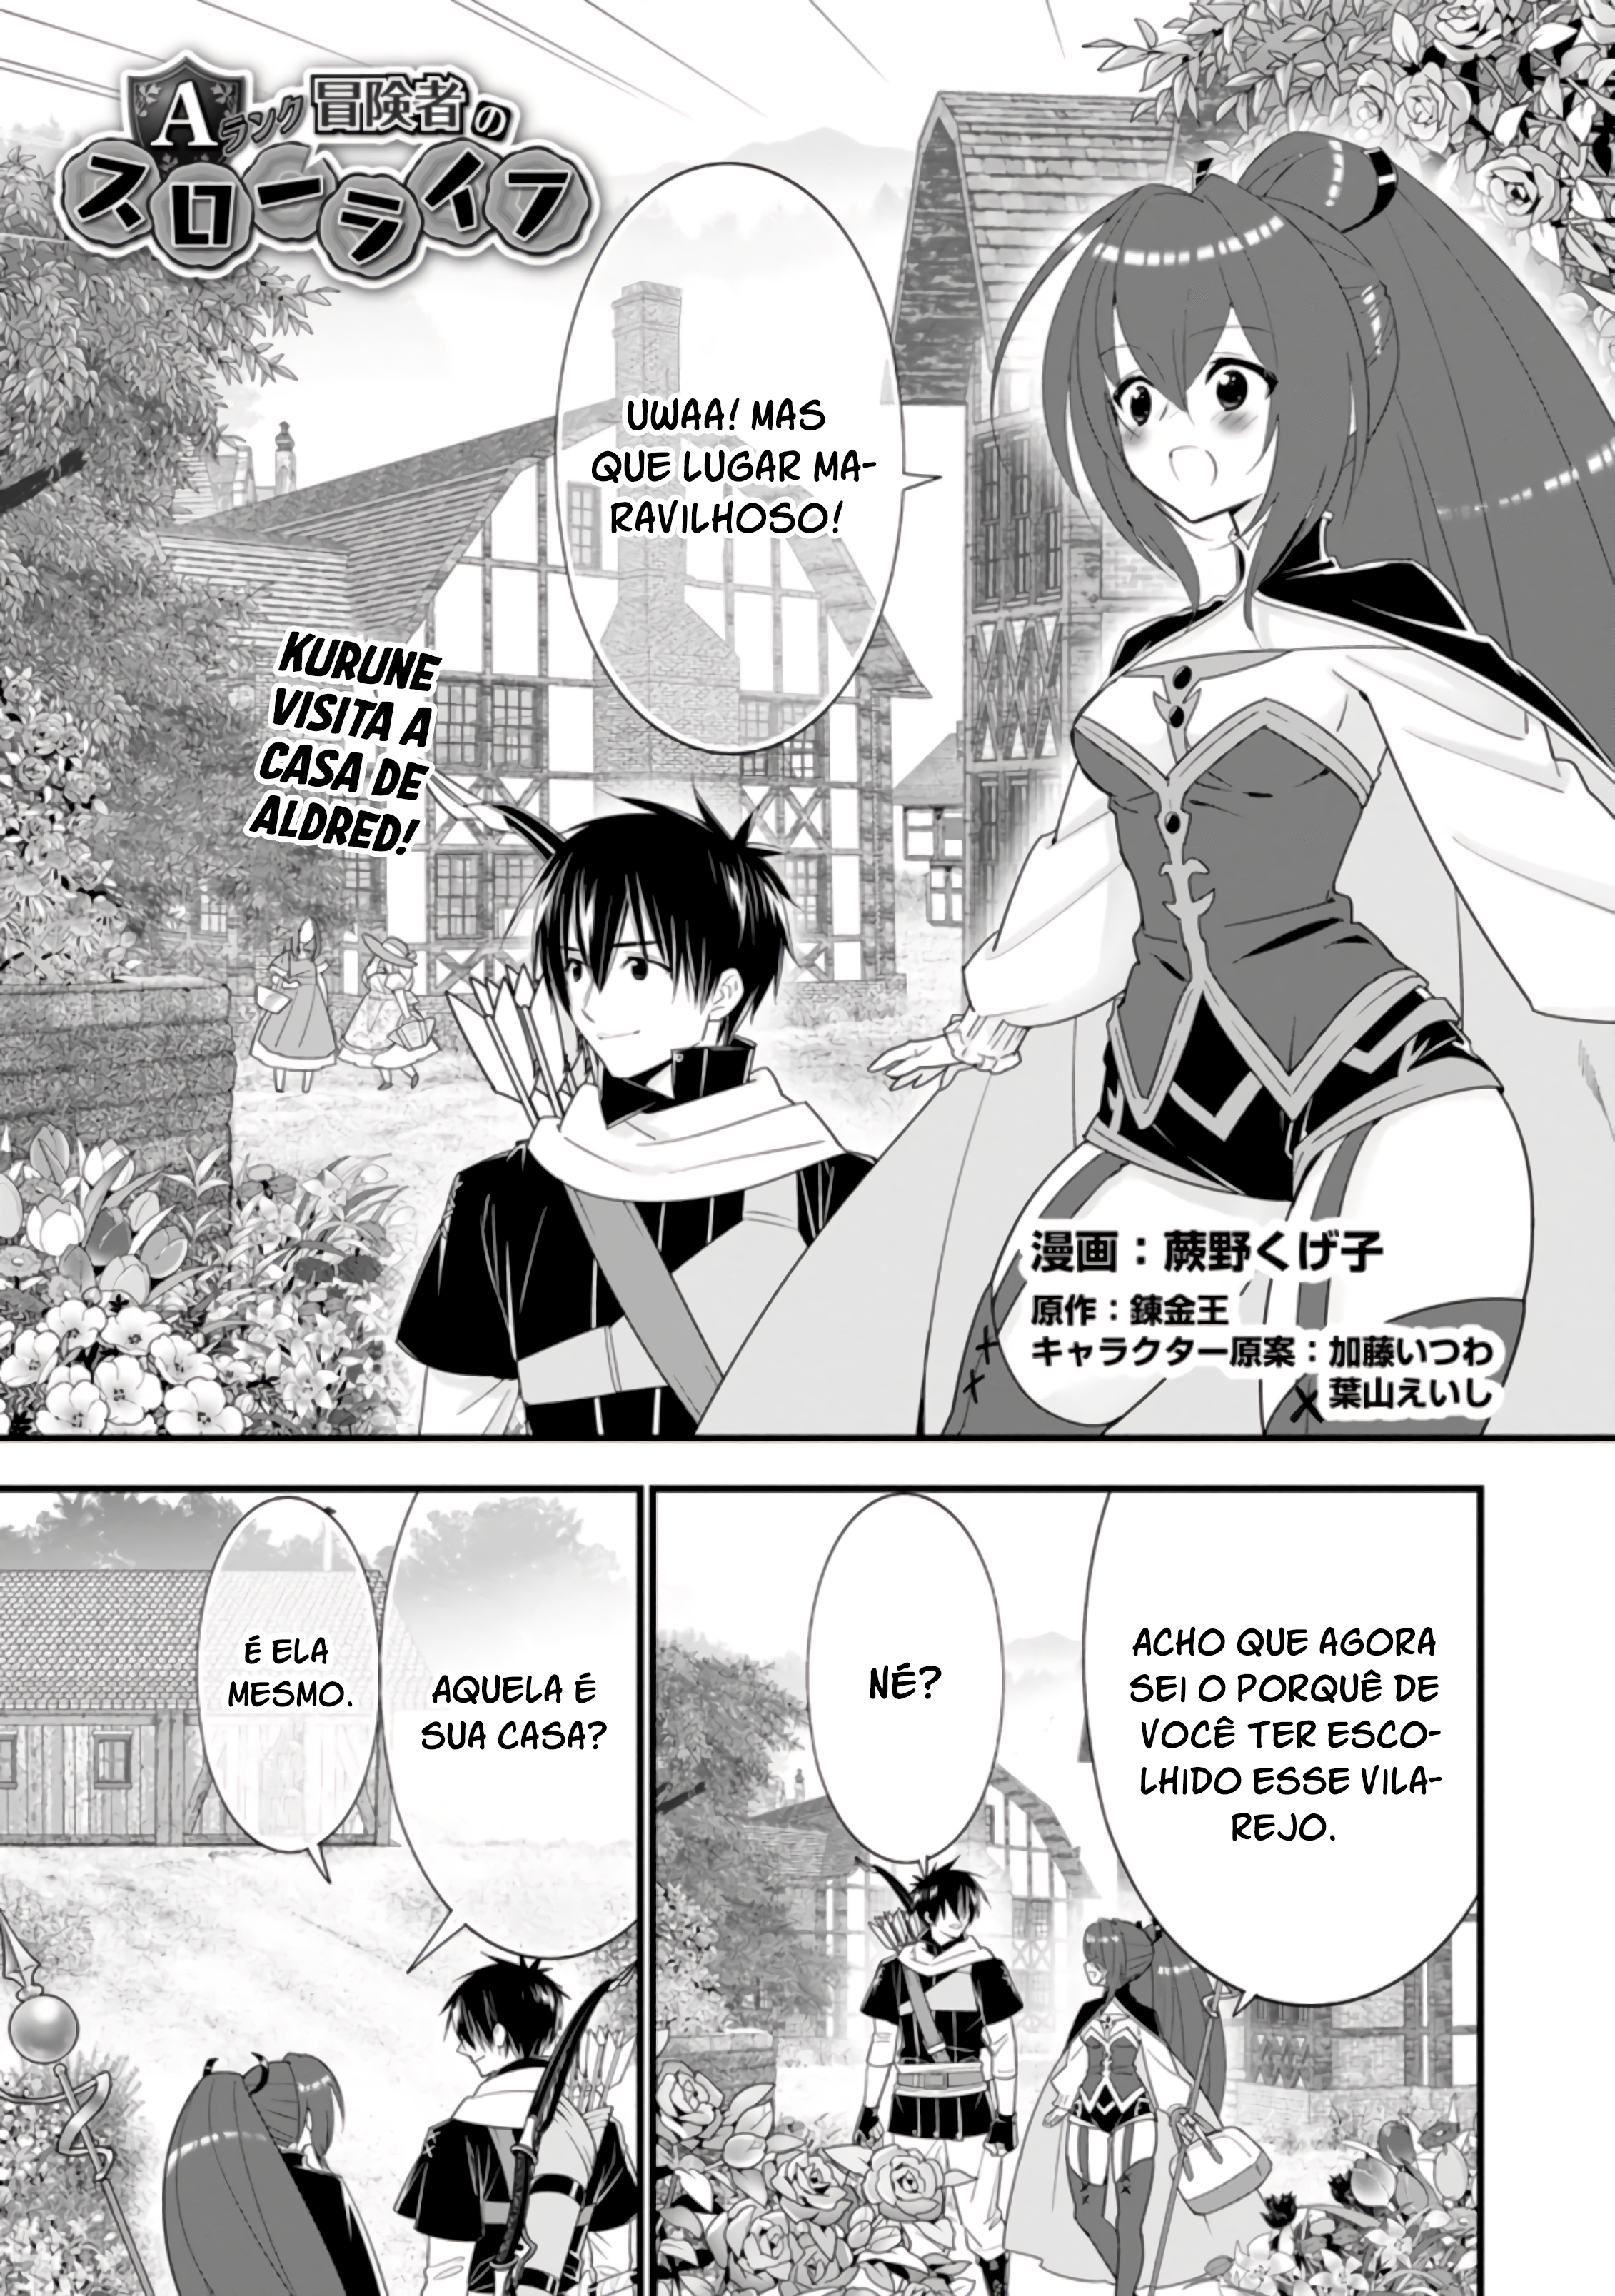 Aランク冒険者の
スローライフ
UWAA! MAS
QUE LUGAR MA-
RAVILHOSO!
KURUNE
VISITA A
CASA DE
ALDRED!
漫画：蕨野くげ子
原作：錬金王
キャラクター原案：加藤いつわ
葉山えいし
ACHO QUE AGORA
SEI O PORQUÊ DE
VOCÊ TER ESCO-
LHIDO ESSE VILA-
REJO.
NÉ?
AQUELA É
SUA CASA?
É ELA
MESMO.